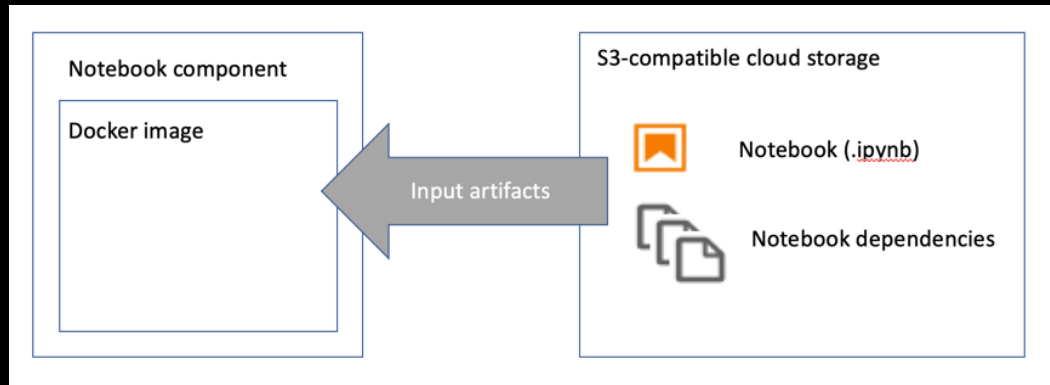 Notebook component
Docker image
Input artifacts
S3-compatible cloud storage
Notebook (.ipynb)
Notebook dependencies